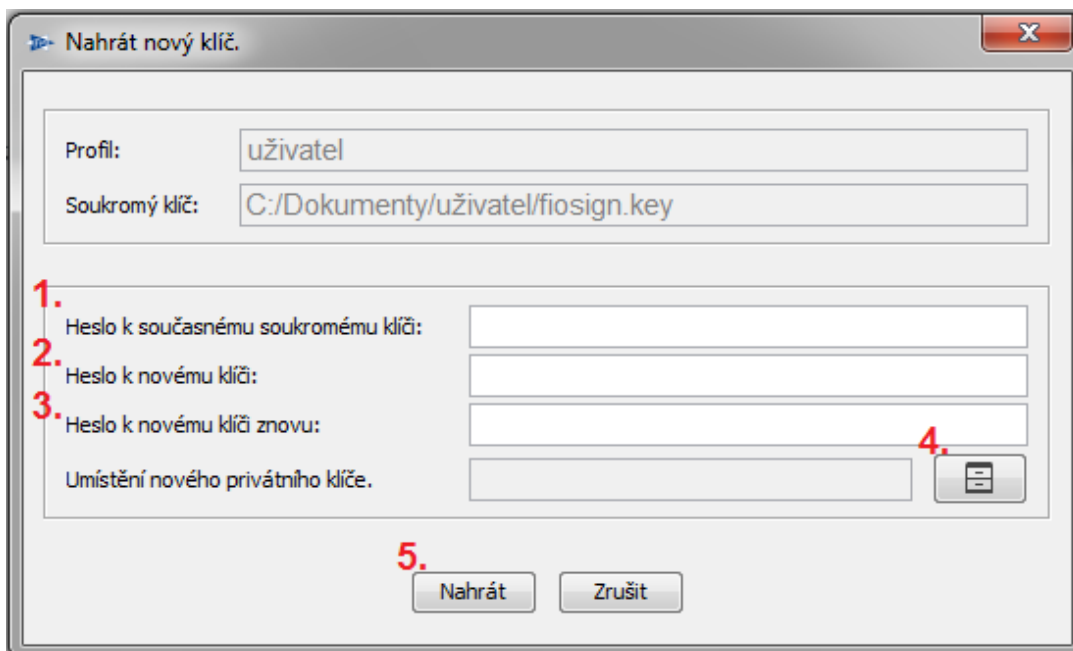 Nahrát nový klíč.
Profil: uživatel
Soukromý klíč: C:/Dokumenty/uživatel/fiosign.key
1.
Heslo k současnému soukromému klíči:
2.
Heslo k novému klíči:
3.
Heslo k novému klíči znovu:
4.
Umístění nového privátního klíče.
5.
Nahrát Zrušit